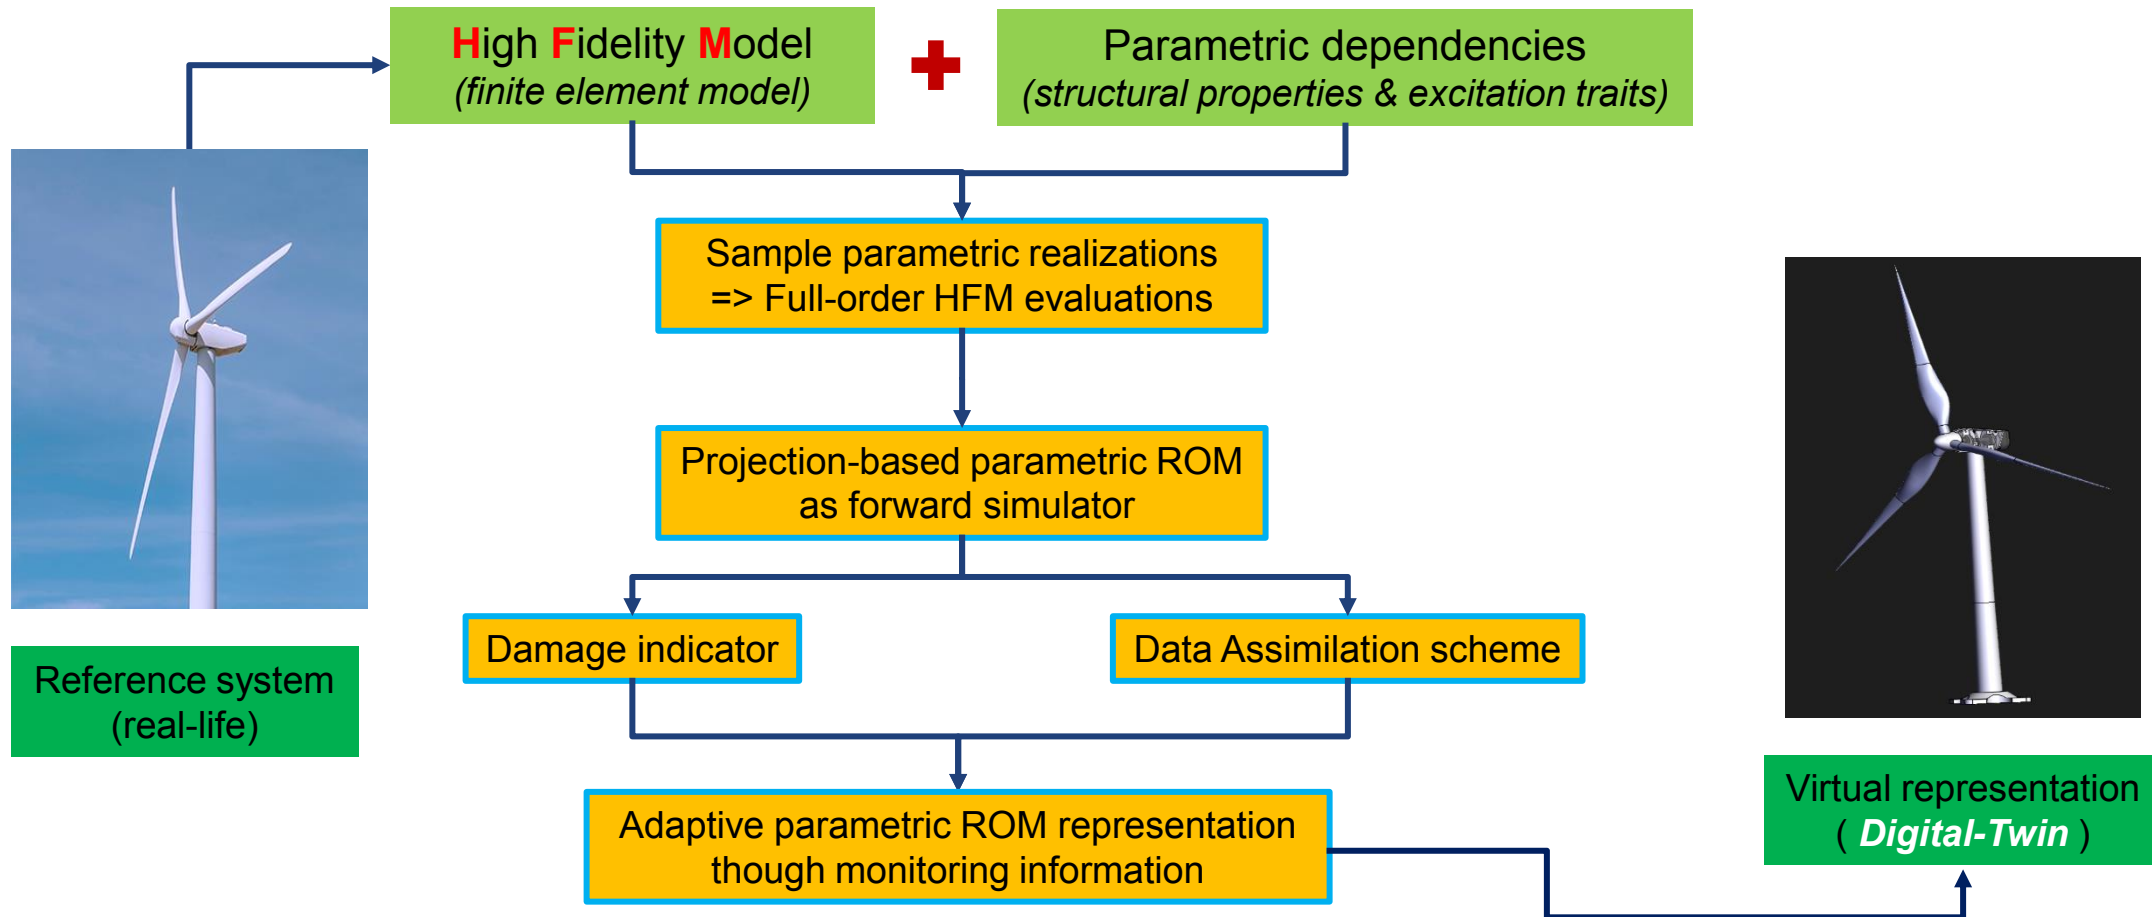 High Fidelity Model
(finite element model)
Parametric dependencies
(structural properties & excitation traits)
Sample parametric realizations
=> Full-order HFM evaluations
Projection-based parametric ROM
as forward simulator
Damage indicator
Data Assimilation scheme
Reference system
(real-life)
Adaptive parametric ROM representation
though monitoring information
Virtual representation
( Digital-Twin )